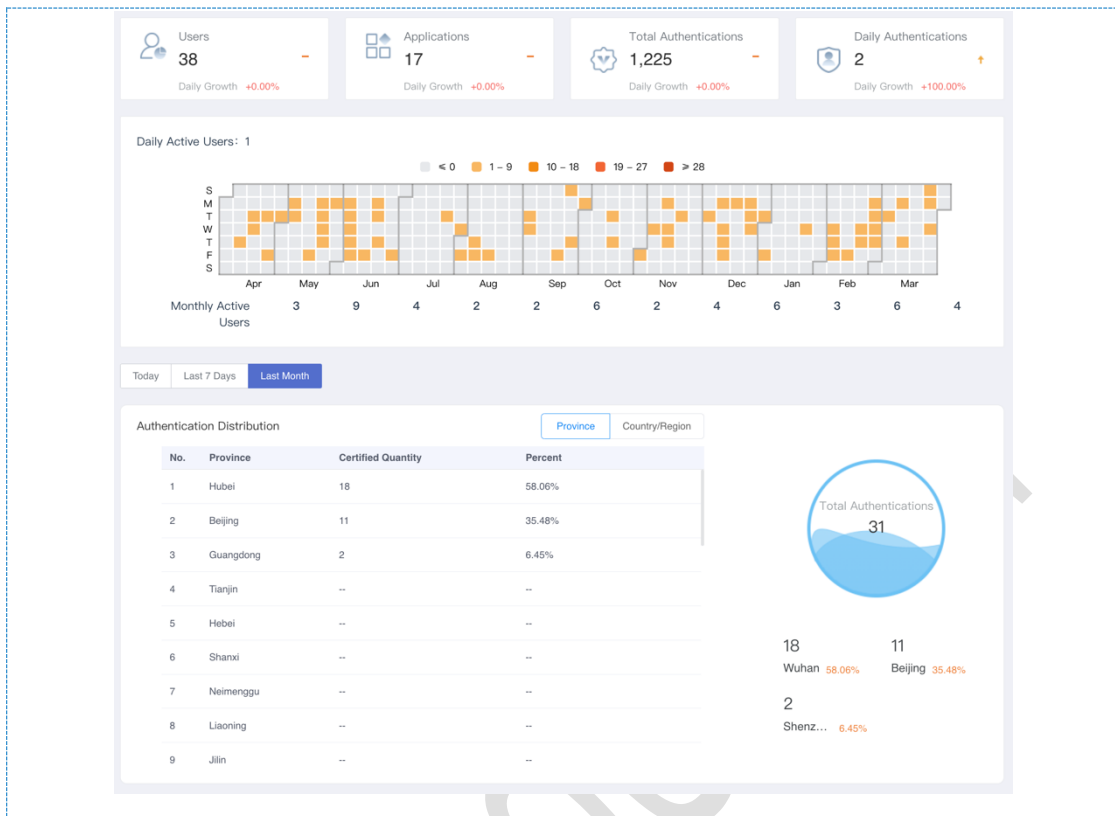 Users
38
Daily Growth +0.00%
Applications
17
Daily Growth +0.00%
Total Authentications
1,225
Daily Growth +0.00%
Daily Authentications
2
Daily Growth +100.00%
Daily Active Users: 1
⩽ 0 1 – 9 10 – 18 19 – 27 ⩾ 28
S
M
T
W
T
F
S
Apr May Jun Jul Aug Sep Oct Nov Dec Jan Feb Mar
Monthly Active Users 3 9 4 2 2 6 2 4 6 3 6 4
Today Last 7 Days Last Month
Authentication Distribution
Province Country/Region
No. Province Certified Quantity Percent
1 Hubei 18 58.06%
2 Beijing 11 35.48%
3 Guangdong 2 6.45%
4 Tianjin -- --
5 Hebei -- --
6 Shanxi -- --
7 Neimenggu -- --
8 Liaoning -- --
9 Jilin -- --
Total Authentications
31
18 11
Wuhan 58.06% Beijing 35.48%
2
Shenz... 6.45%